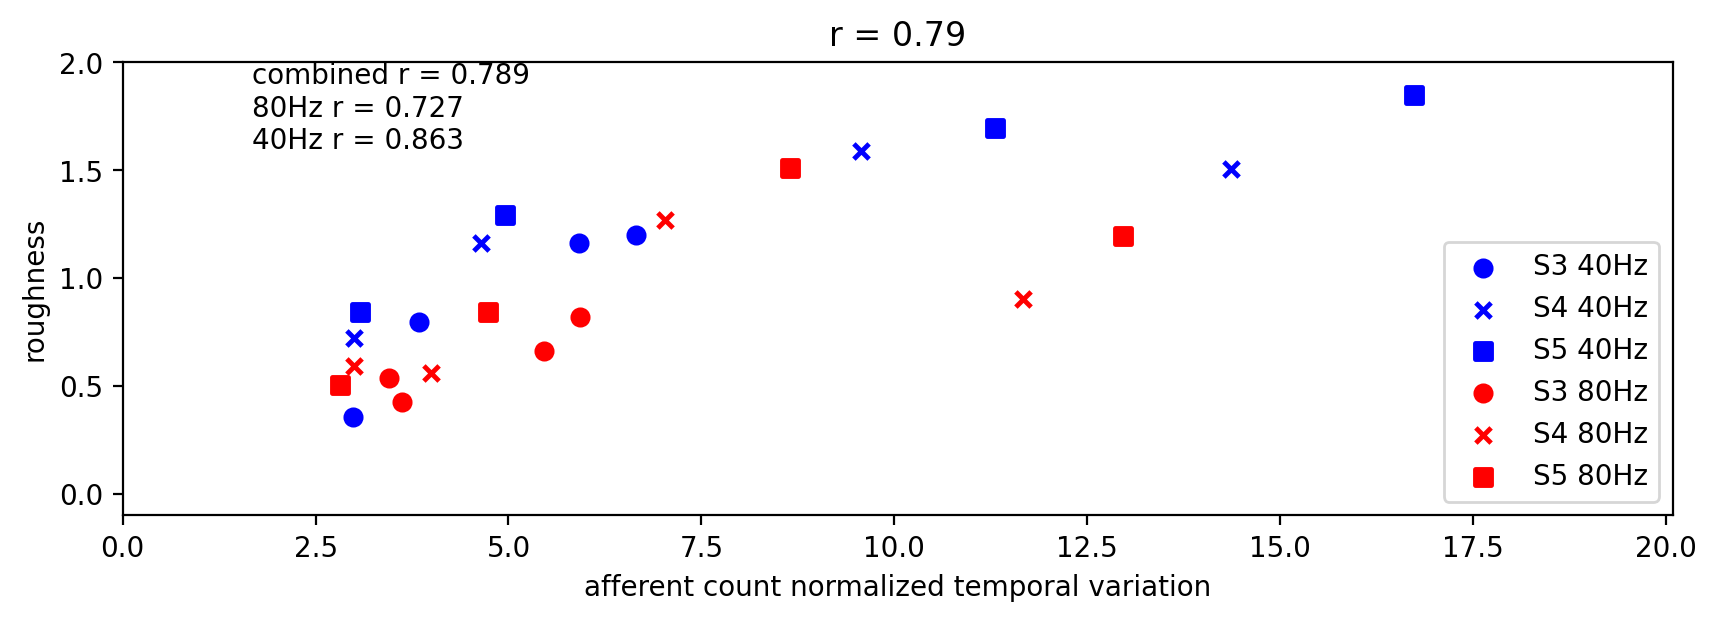 r = 0.79
combined r = 0.789
80Hz r = 0.727
40Hz r = 0.863
2.0
1.5
1.0
0.5
0.0
roughness
S3 40Hz
S4 40Hz
S5 40Hz
S3 80Hz
S4 80Hz
S5 80Hz
0.0 2.5 5.0 7.5 10.0 12.5 15.0 17.5 20.0
afferent count normalized temporal variation